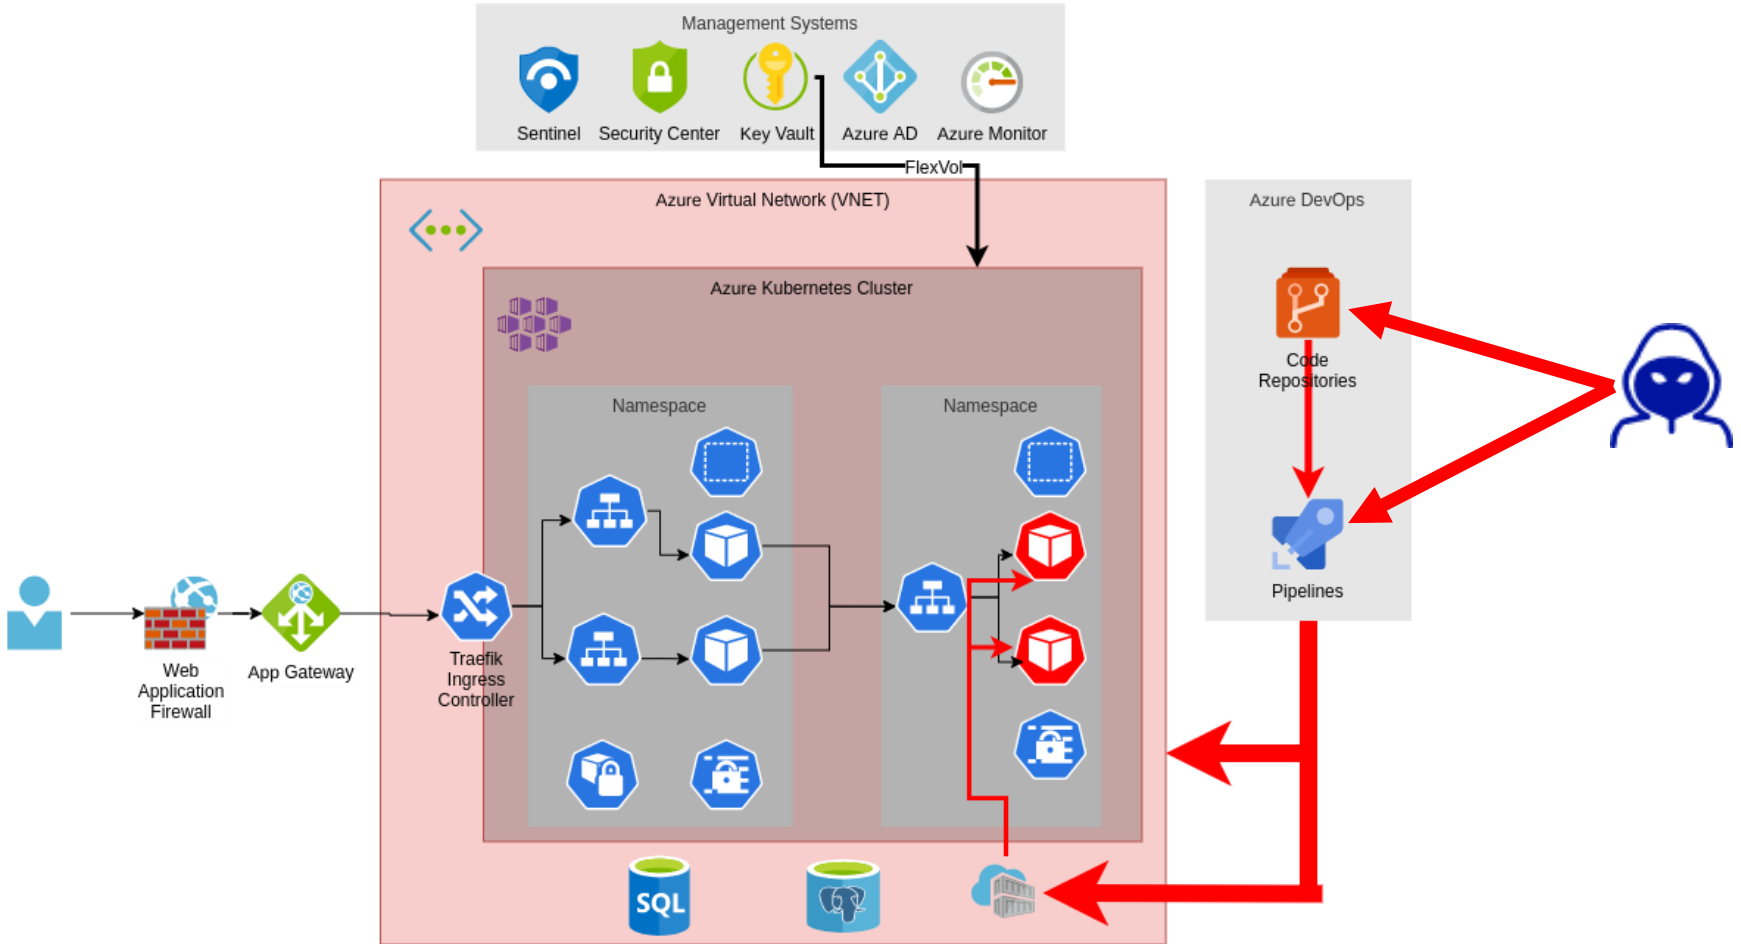 Management Systems
Sentinel
Security Center
Key Vault
Azure AD
Azure Monitor
FlexVol
Azure Virtual Network (VNET)
Azure DevOps
Azure Kubernetes Cluster
Code
Repositories
Namespace
Namespace
Pipelines
Web
Application
Firewall
App Gateway
Traefik
Ingress
Controller
SQL